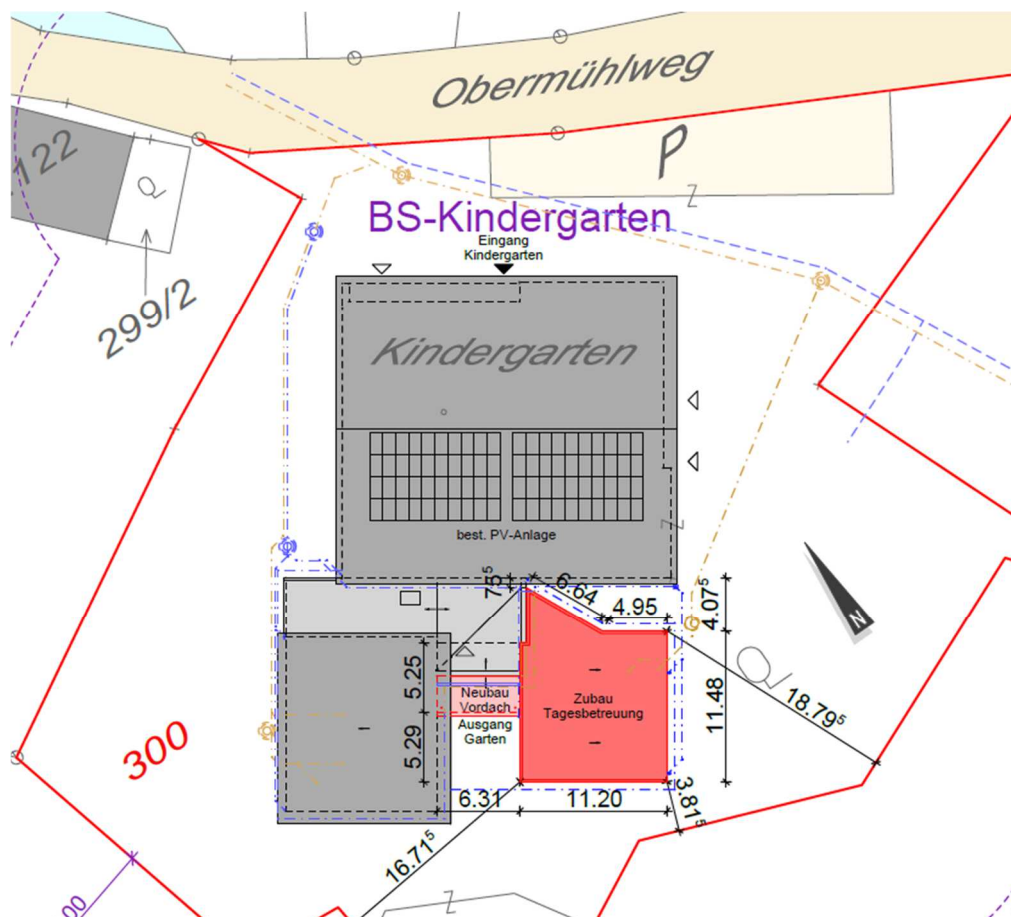 Obermühlweg
.122
P
BS-Kindergarten
Eingang
Kindergarten
299/2
Kindergarten
best. PV-Anlage
75⁵
6.64
4.95
4.07⁵
N
5.25
Neubau
Vordach
Zubau
Tagesbetreuung
11.48
18.79⁵
300
5.29
Ausgang
Garten
6.31
11.20
3.81⁵
16.71⁵
00